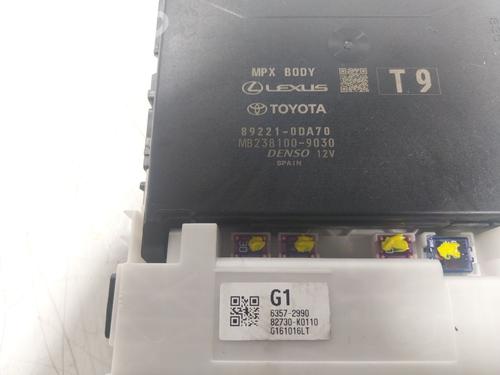 MPX BODY
LEXUS
T9
TOYOTA
89221-0DA70
MB238100-9030
DENSO 12V
SPAIN
G1
6357-2990
82730-K0110
G161016LT